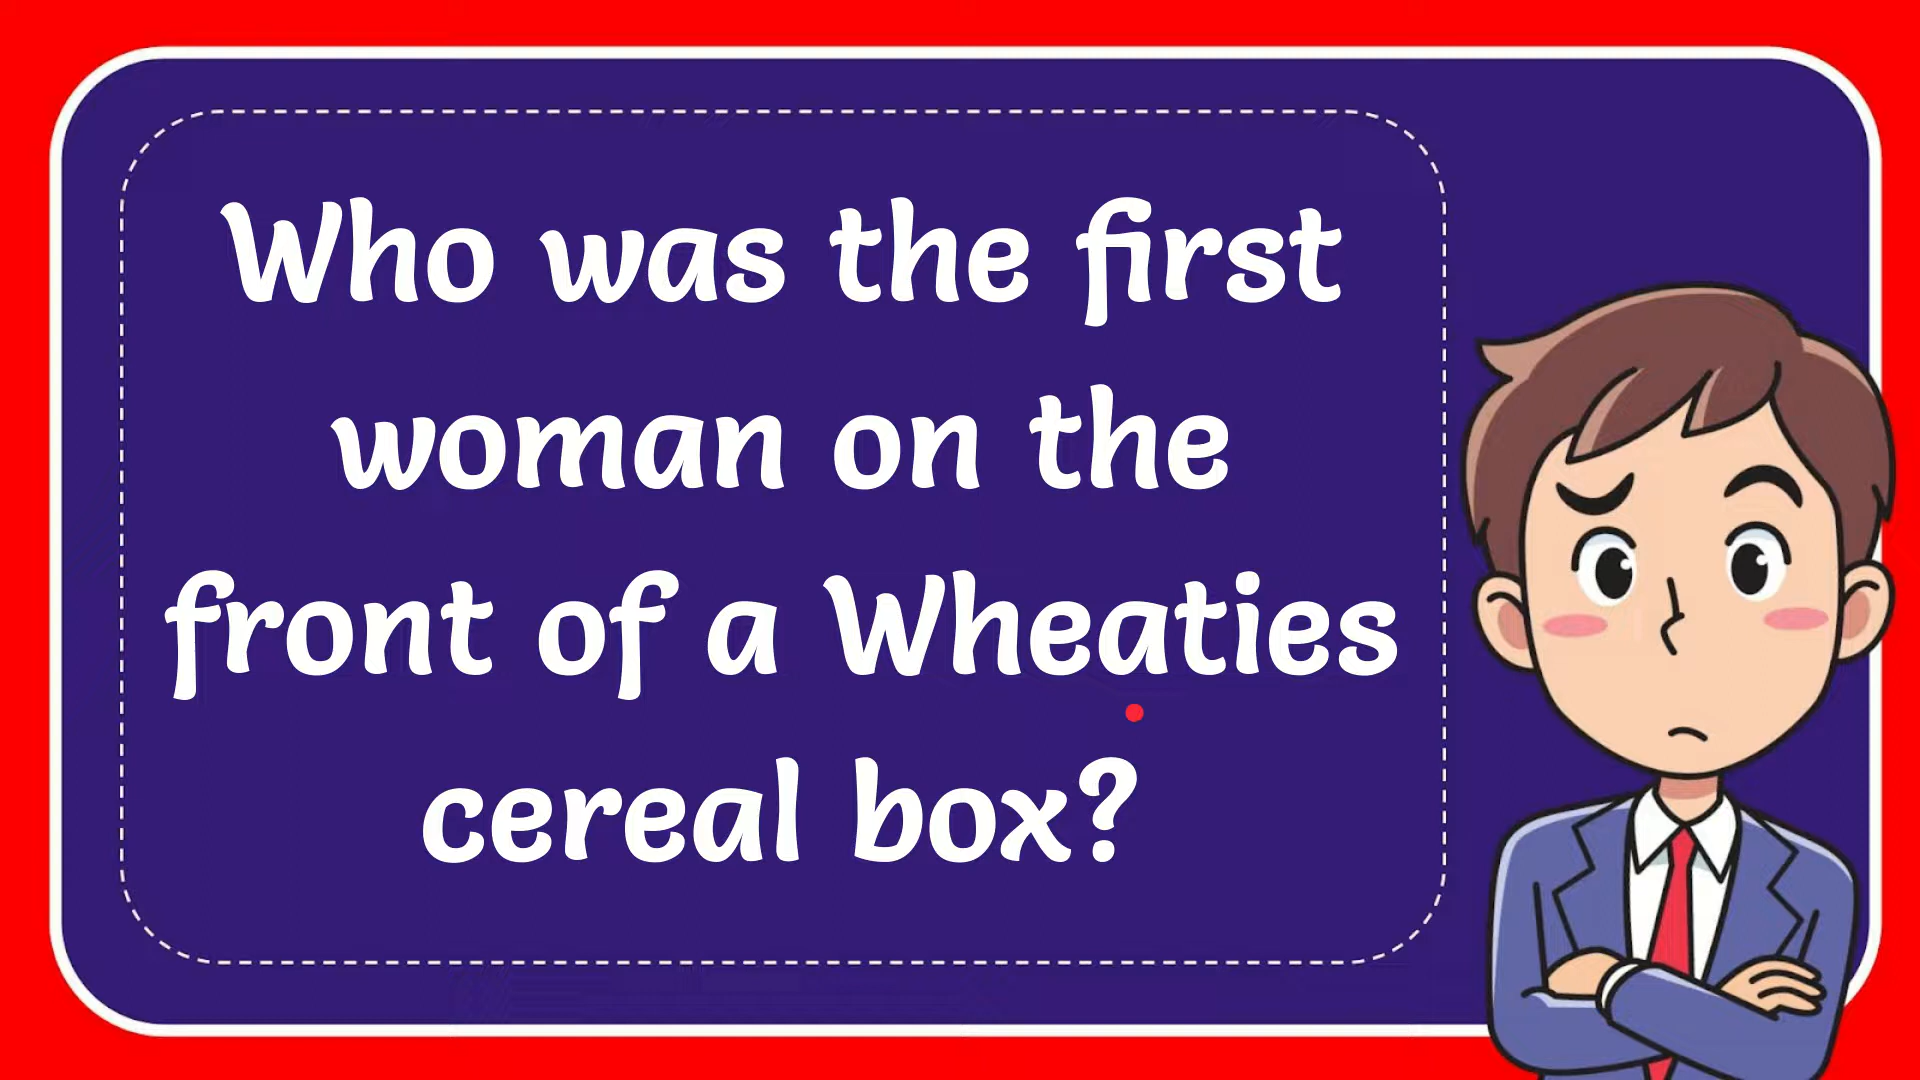 Who was the first
woman on the
front of a Wheaties
cereal box?